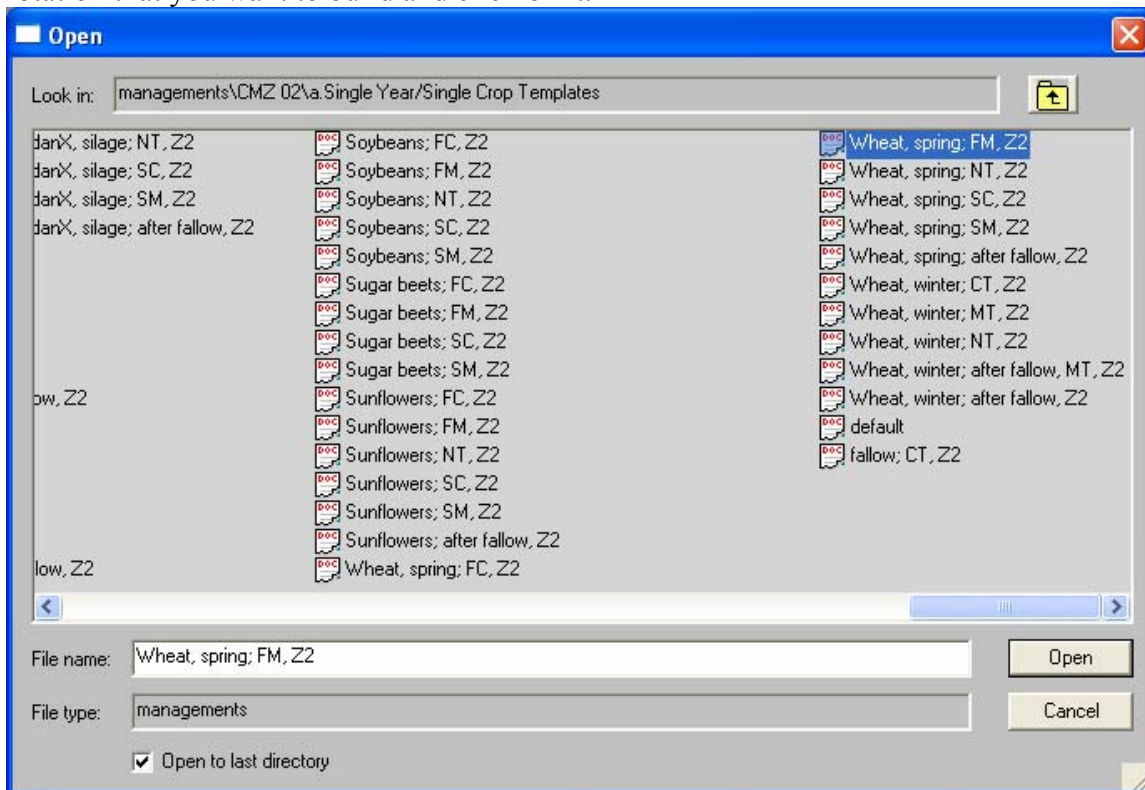 Open
Look in: managements\CMZ 02\a.Single Year/Single Crop Templates
danX, silage; NT, Z2
danX, silage; SC, Z2
danX, silage; SM, Z2
danX, silage; after fallow, Z2
ow, Z2
low, Z2
Soybeans; FC, Z2
Soybeans; FM, Z2
Soybeans; NT, Z2
Soybeans; SC, Z2
Soybeans; SM, Z2
Sugar beets; FC, Z2
Sugar beets; FM, Z2
Sugar beets; SC, Z2
Sugar beets; SM, Z2
Sunflowers; FC, Z2
Sunflowers; FM, Z2
Sunflowers; NT, Z2
Sunflowers; SC, Z2
Sunflowers; SM, Z2
Sunflowers; after fallow, Z2
Wheat, spring; FC, Z2
Wheat, spring; FM, Z2
Wheat, spring; NT, Z2
Wheat, spring; SC, Z2
Wheat, spring; SM, Z2
Wheat, spring; after fallow, Z2
Wheat, winter; CT, Z2
Wheat, winter; MT, Z2
Wheat, winter; NT, Z2
Wheat, winter; after fallow, MT, Z2
Wheat, winter; after fallow, Z2
default
fallow; CT, Z2
File name: Wheat, spring; FM, Z2
Open
File type: managements
Cancel
Open to last directory